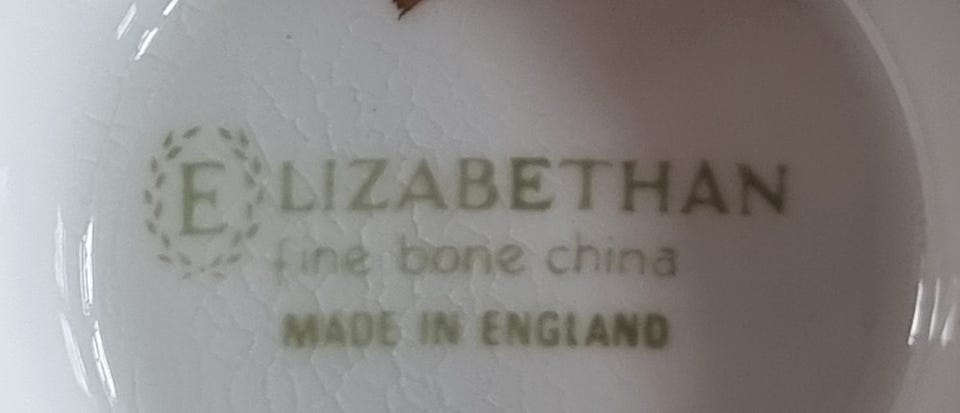 ELIZABETHAN
fine bone china
MADE IN ENGLAND